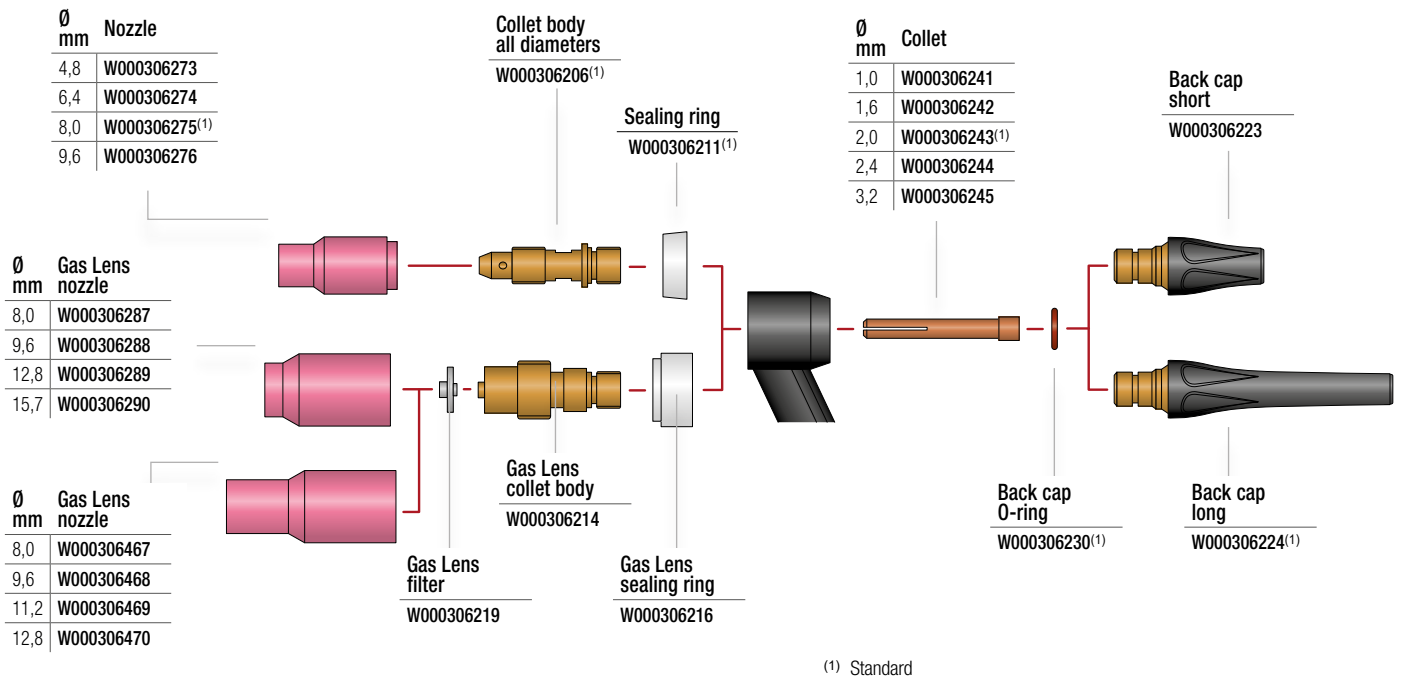 Ø mm Nozzle
4,8 W000306273
6,4 W000306274
8,0 W000306275(1)
9,6 W000306276
Collet body
all diameters
W000306206(1)
Sealing ring
W000306211(1)
Ø mm Collet
1,0 W000306241
1,6 W000306242
2,0 W000306243(1)
2,4 W000306244
3,2 W000306245
Back cap
short
W000306223
Ø Gas Lens
mm nozzle
8,0 W000306287
9,6 W000306288
12,8 W000306289
15,7 W000306290
Ø Gas Lens
mm nozzle
8,0 W000306467
9,6 W000306468
11,2 W000306469
12,8 W000306470
Gas Lens
filter
W000306219
Gas Lens
collet body
W000306214
Gas Lens
sealing ring
W000306216
Back cap
O-ring
W000306230(1)
Back cap
long
W000306224(1)
(1) Standard